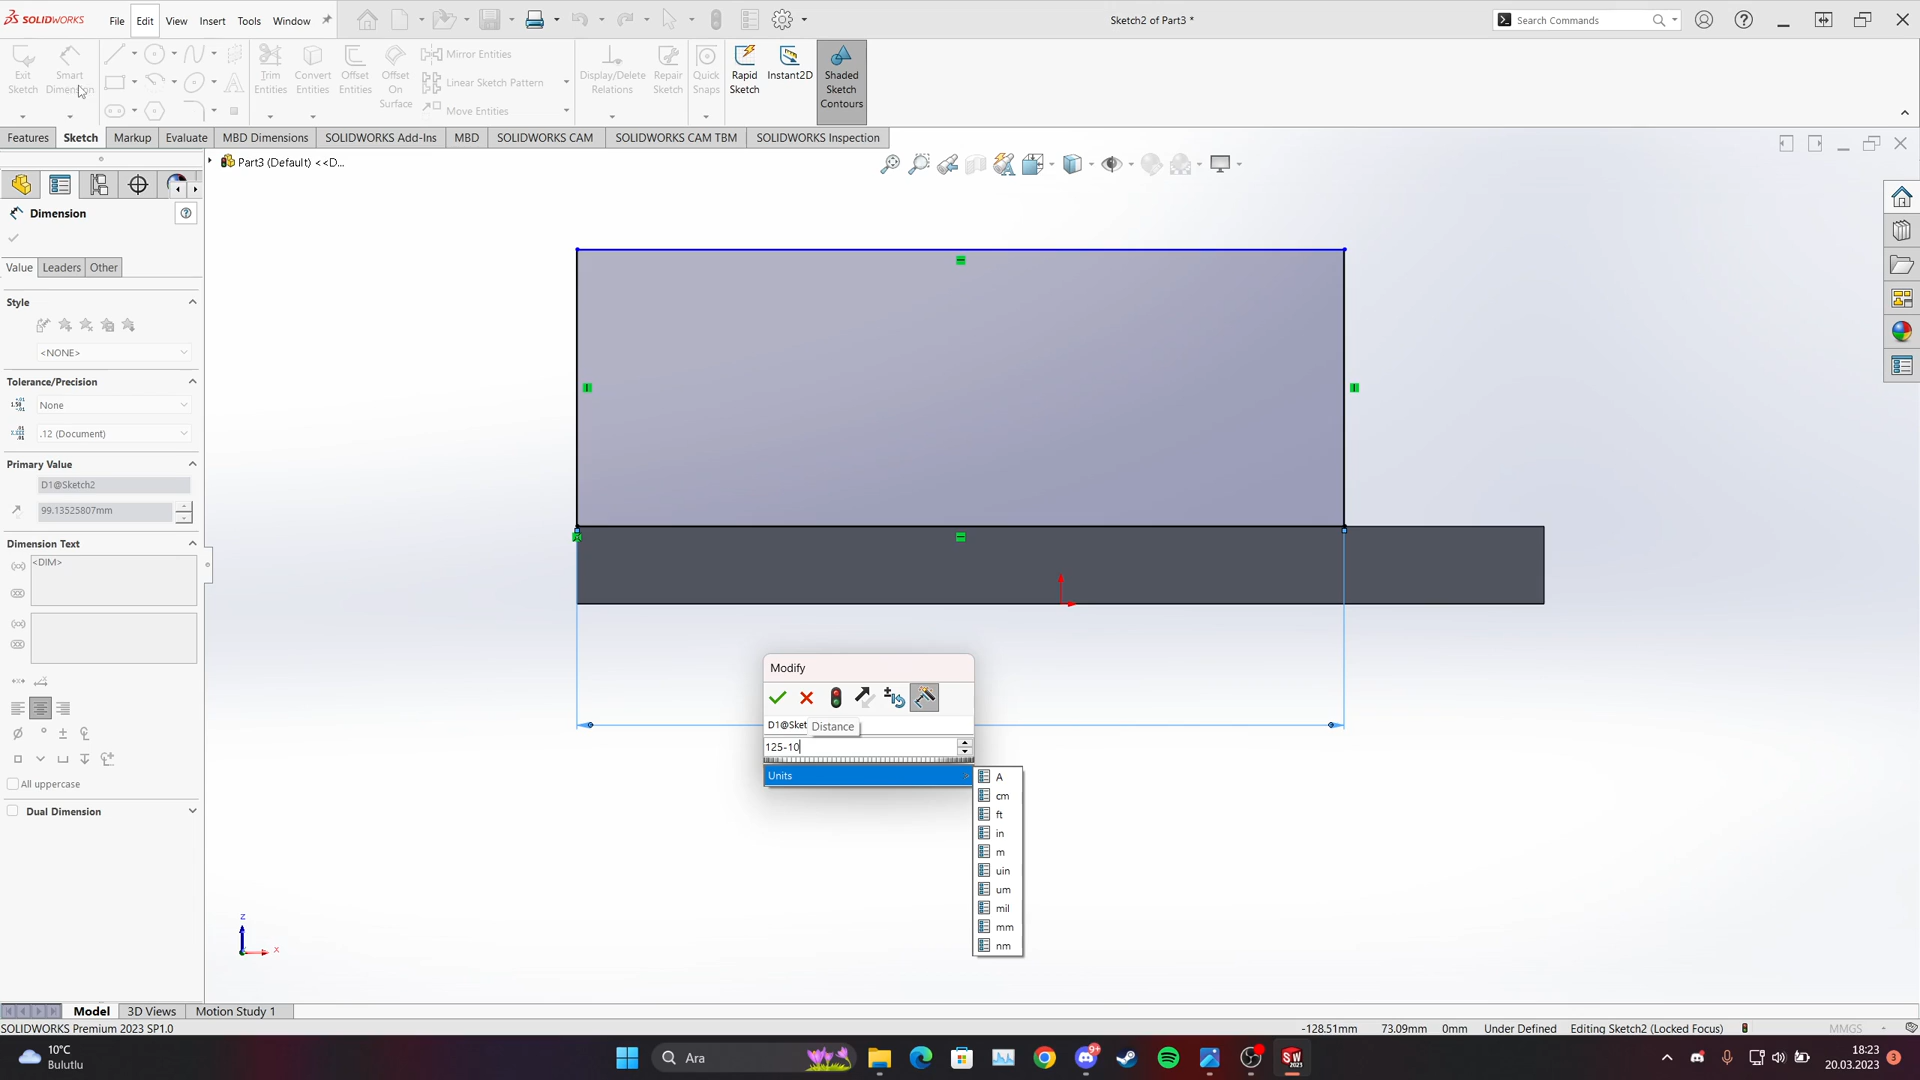 SOLIDWORKS File Edit View Insert Tools Window Sketch2 of Part3 * Search Commands
Exit Sketch
Smart Dimension
Trim Entities
Convert Entities
Offset Entities
Offset On Surface
Mirror Entities
Linear Sketch Pattern
Move Entities
Display/Delete Relations
Repair Sketch
Quick Snaps
Rapid Sketch
Instant2D
Shaded Sketch Contours
Features Sketch Markup Evaluate MBD Dimensions SOLIDWORKS Add-Ins MBD SOLIDWORKS CAM SOLIDWORKS CAM TBM SOLIDWORKS Inspection
Part3 (Default) <<D...
Dimension
Value Leaders Other
Style
<NONE>
Tolerance/Precision
None
.12 (Document)
Primary Value
D1@Sketch2
99.13525807mm
Dimension Text
<DIM>
All uppercase
Dual Dimension
Modify
D1@Sket Distance
125-10
Units
A
cm
ft
in
m
uin
um
mil
mm
nm
z
x
Model 3D Views Motion Study 1
SOLIDWORKS Premium 2023 SP1.0 -128.51mm 73.09mm 0mm Under Defined Editing Sketch2 (Locked Focus) MMGS
10°C
Bulutlu
Ara
9+
SW
2023
18:23
20.03.2023
3